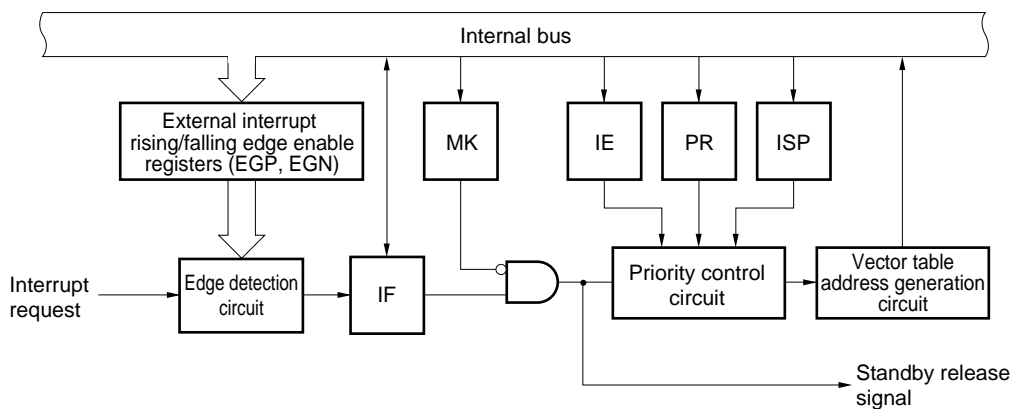 Internal bus
External interrupt
rising/falling edge enable
registers (EGP, EGN)
MK
IE
PR
ISP
Interrupt
request
Edge detection
circuit
IF
Priority control
circuit
Vector table
address generation
circuit
Standby release
signal